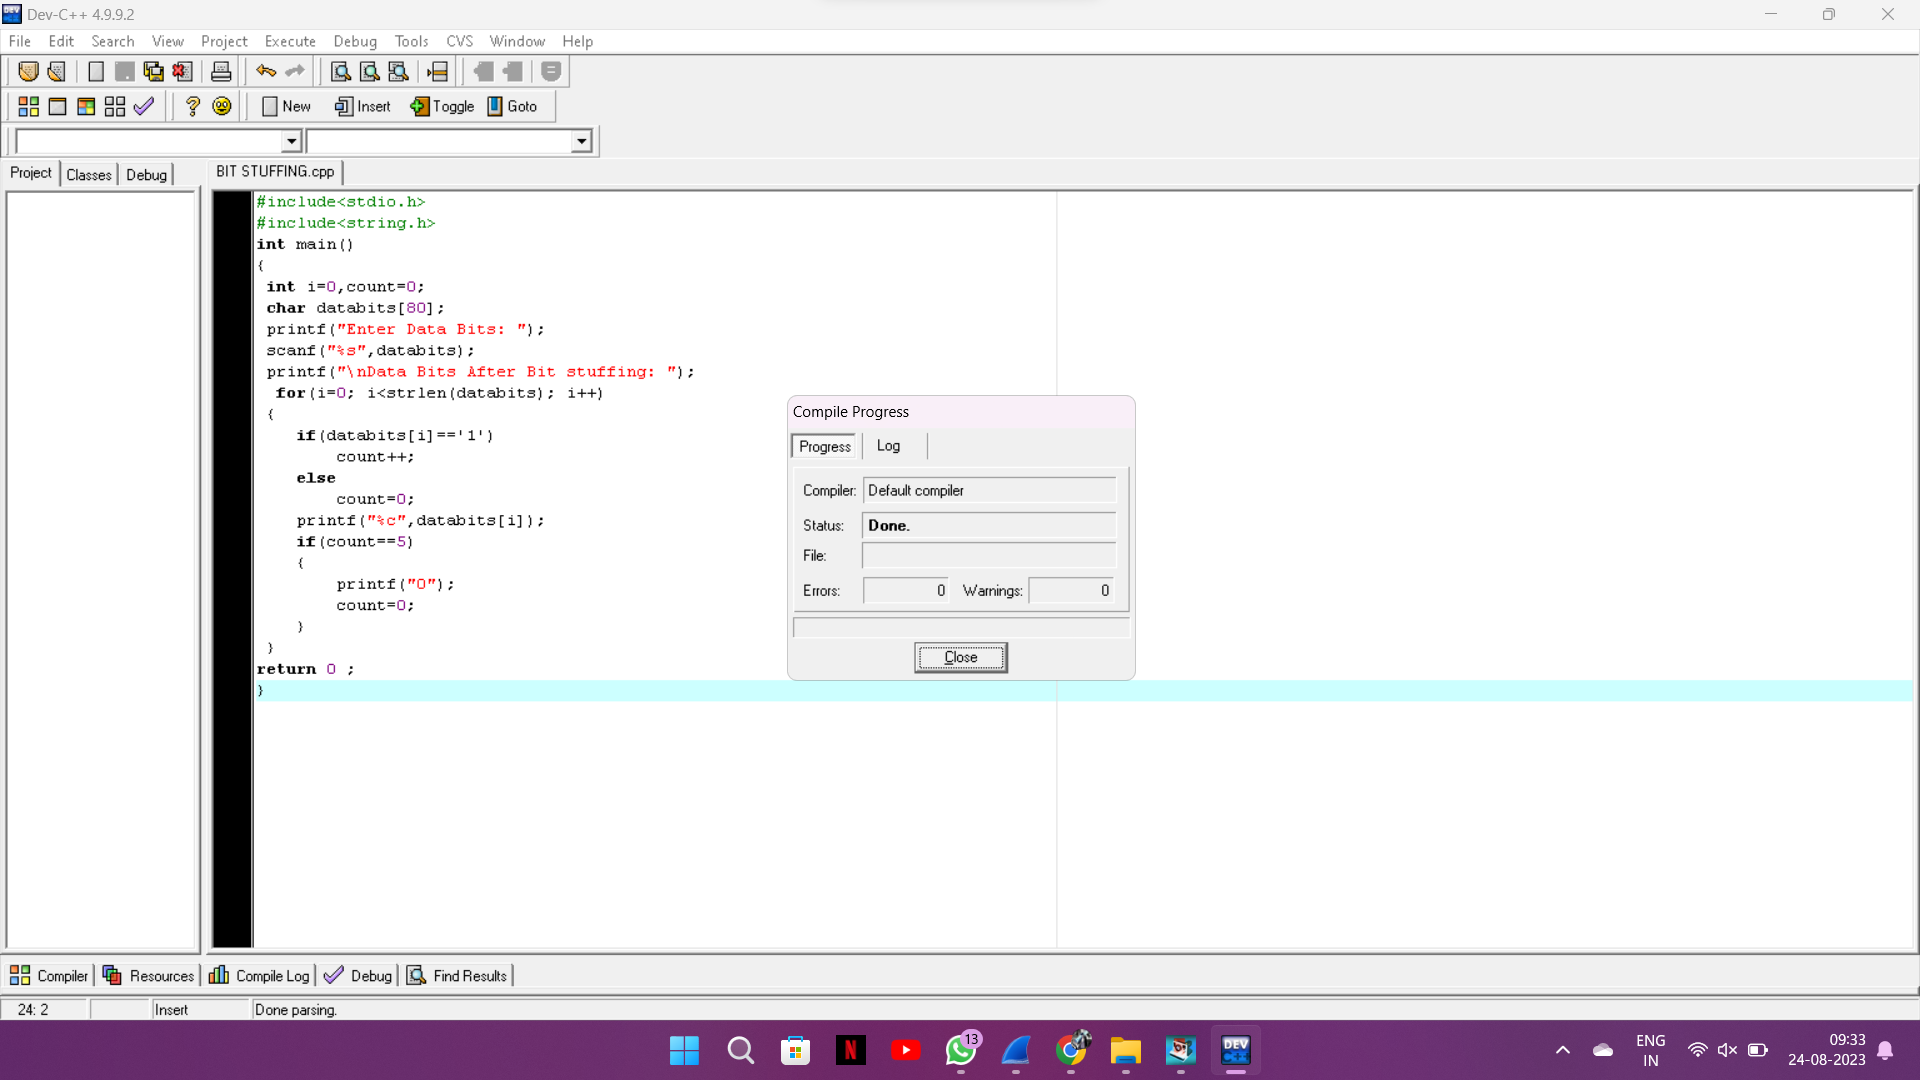 Dev-C++ 4.9.9.2
File Edit Search View Project Execute Debug Tools CVS Window Help
New Insert Toggle Goto
Project Classes Debug
BIT STUFFING.cpp
#include<stdio.h>
#include<string.h>
int main()
{
int i=0,count=0;
char databits[80];
printf("Enter Data Bits: ");
scanf("%s",databits);
printf("\nData Bits After Bit stuffing: ");
for(i=0; i<strlen(databits); i++)
{
if(databits[i]=='1')
count++;
else
count=0;
printf("%c",databits[i]);
if(count==5)
{
printf("0");
count=0;
}
}
return 0 ;
}
Compile Progress
Progress Log
Compiler: Default compiler
Status: Done.
File:
Errors: 0 Warnings: 0
Close
Compiler Resources Compile Log Debug Find Results
24: 2 Insert Done parsing.
13
N
DEV
C++
ENG
IN
09:33
24-08-2023